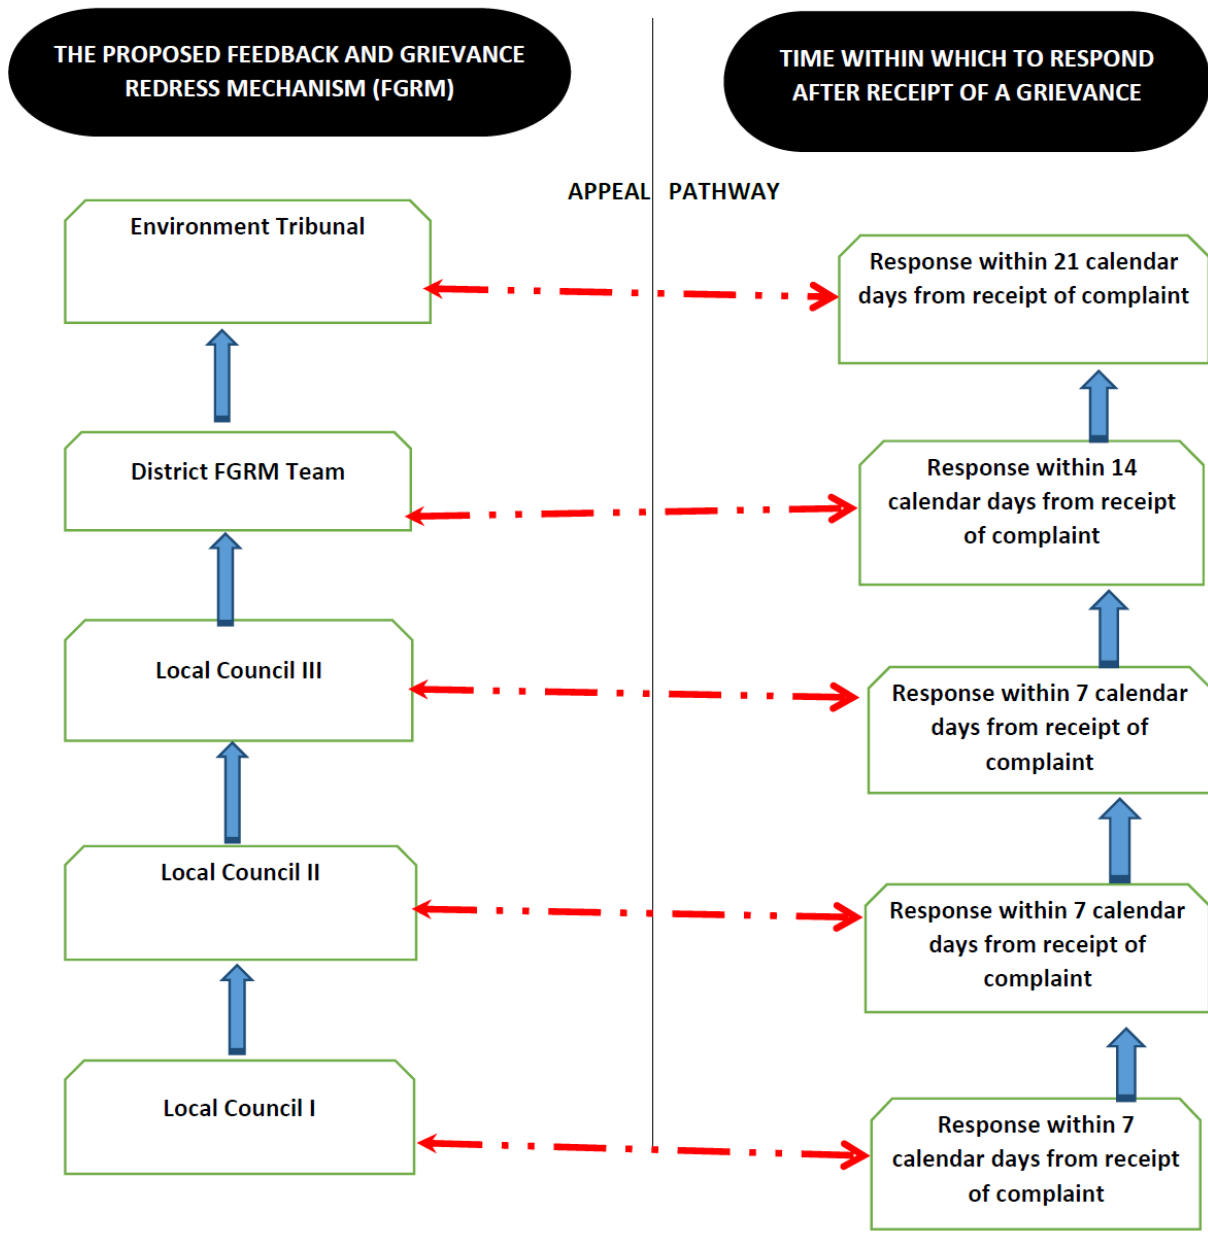 THE PROPOSED FEEDBACK AND GRIEVANCE
REDRESS MECHANISM (FGRM)
TIME WITHIN WHICH TO RESPOND
AFTER RECEIPT OF A GRIEVANCE
APPEAL PATHWAY
Environment Tribunal
Response within 21 calendar
days from receipt of complaint
District FGRM Team
Response within 14
calendar days from receipt
of complaint
Local Council III
Response within 7 calendar
days from receipt of
complaint
Local Council II
Response within 7 calendar
days from receipt of
complaint
Local Council I
Response within 7
calendar days from receipt
of complaint